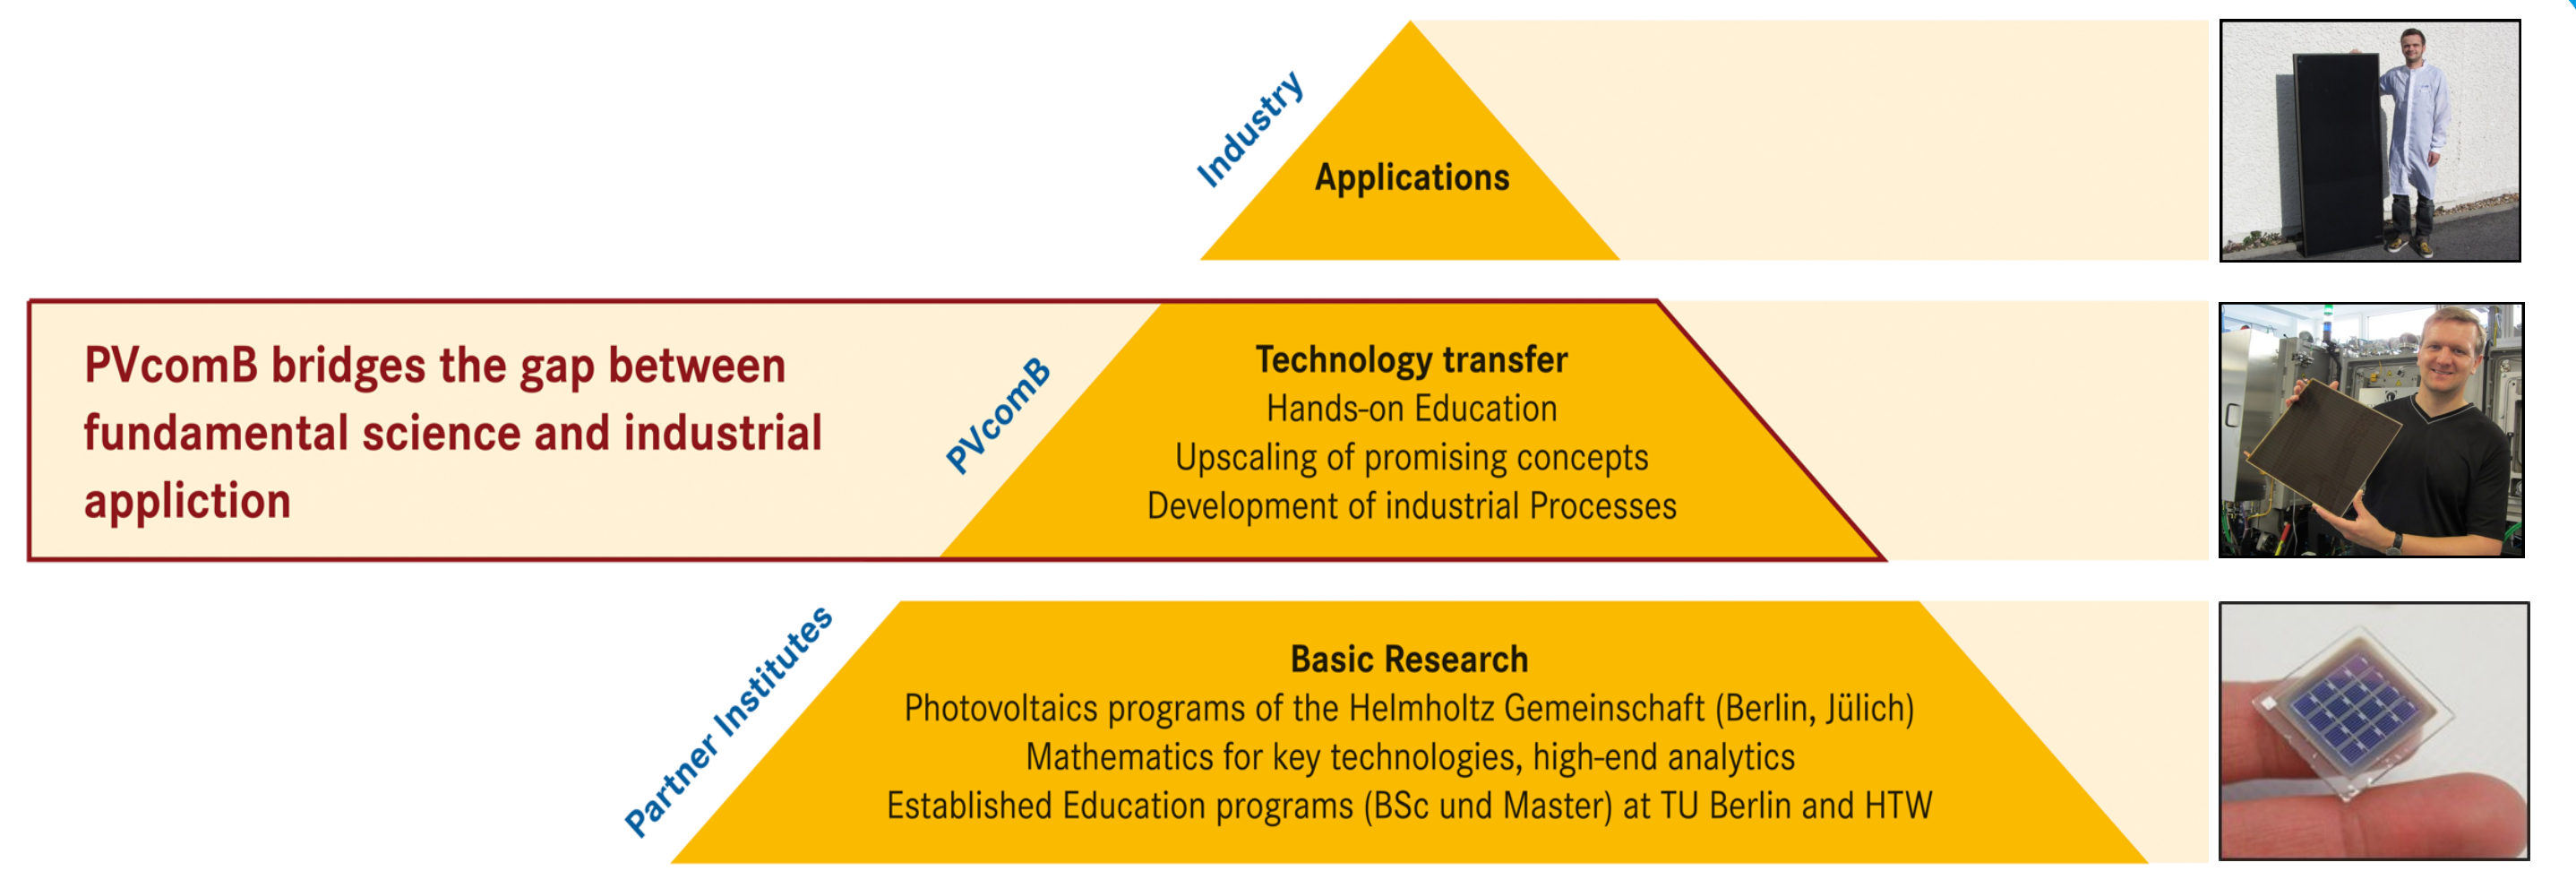 Industry
Applications
PVcomB bridges the gap between
fundamental science and industrial
appliction
PVcomB
Technology transfer
Hands-on Education
Upscaling of promising concepts
Development of industrial Processes
Partner Institutes
Basic Research
Photovoltaics programs of the Helmholtz Gemeinschaft (Berlin, Jülich)
Mathematics for key technologies, high-end analytics
Established Education programs (BSc und Master) at TU Berlin and HTW